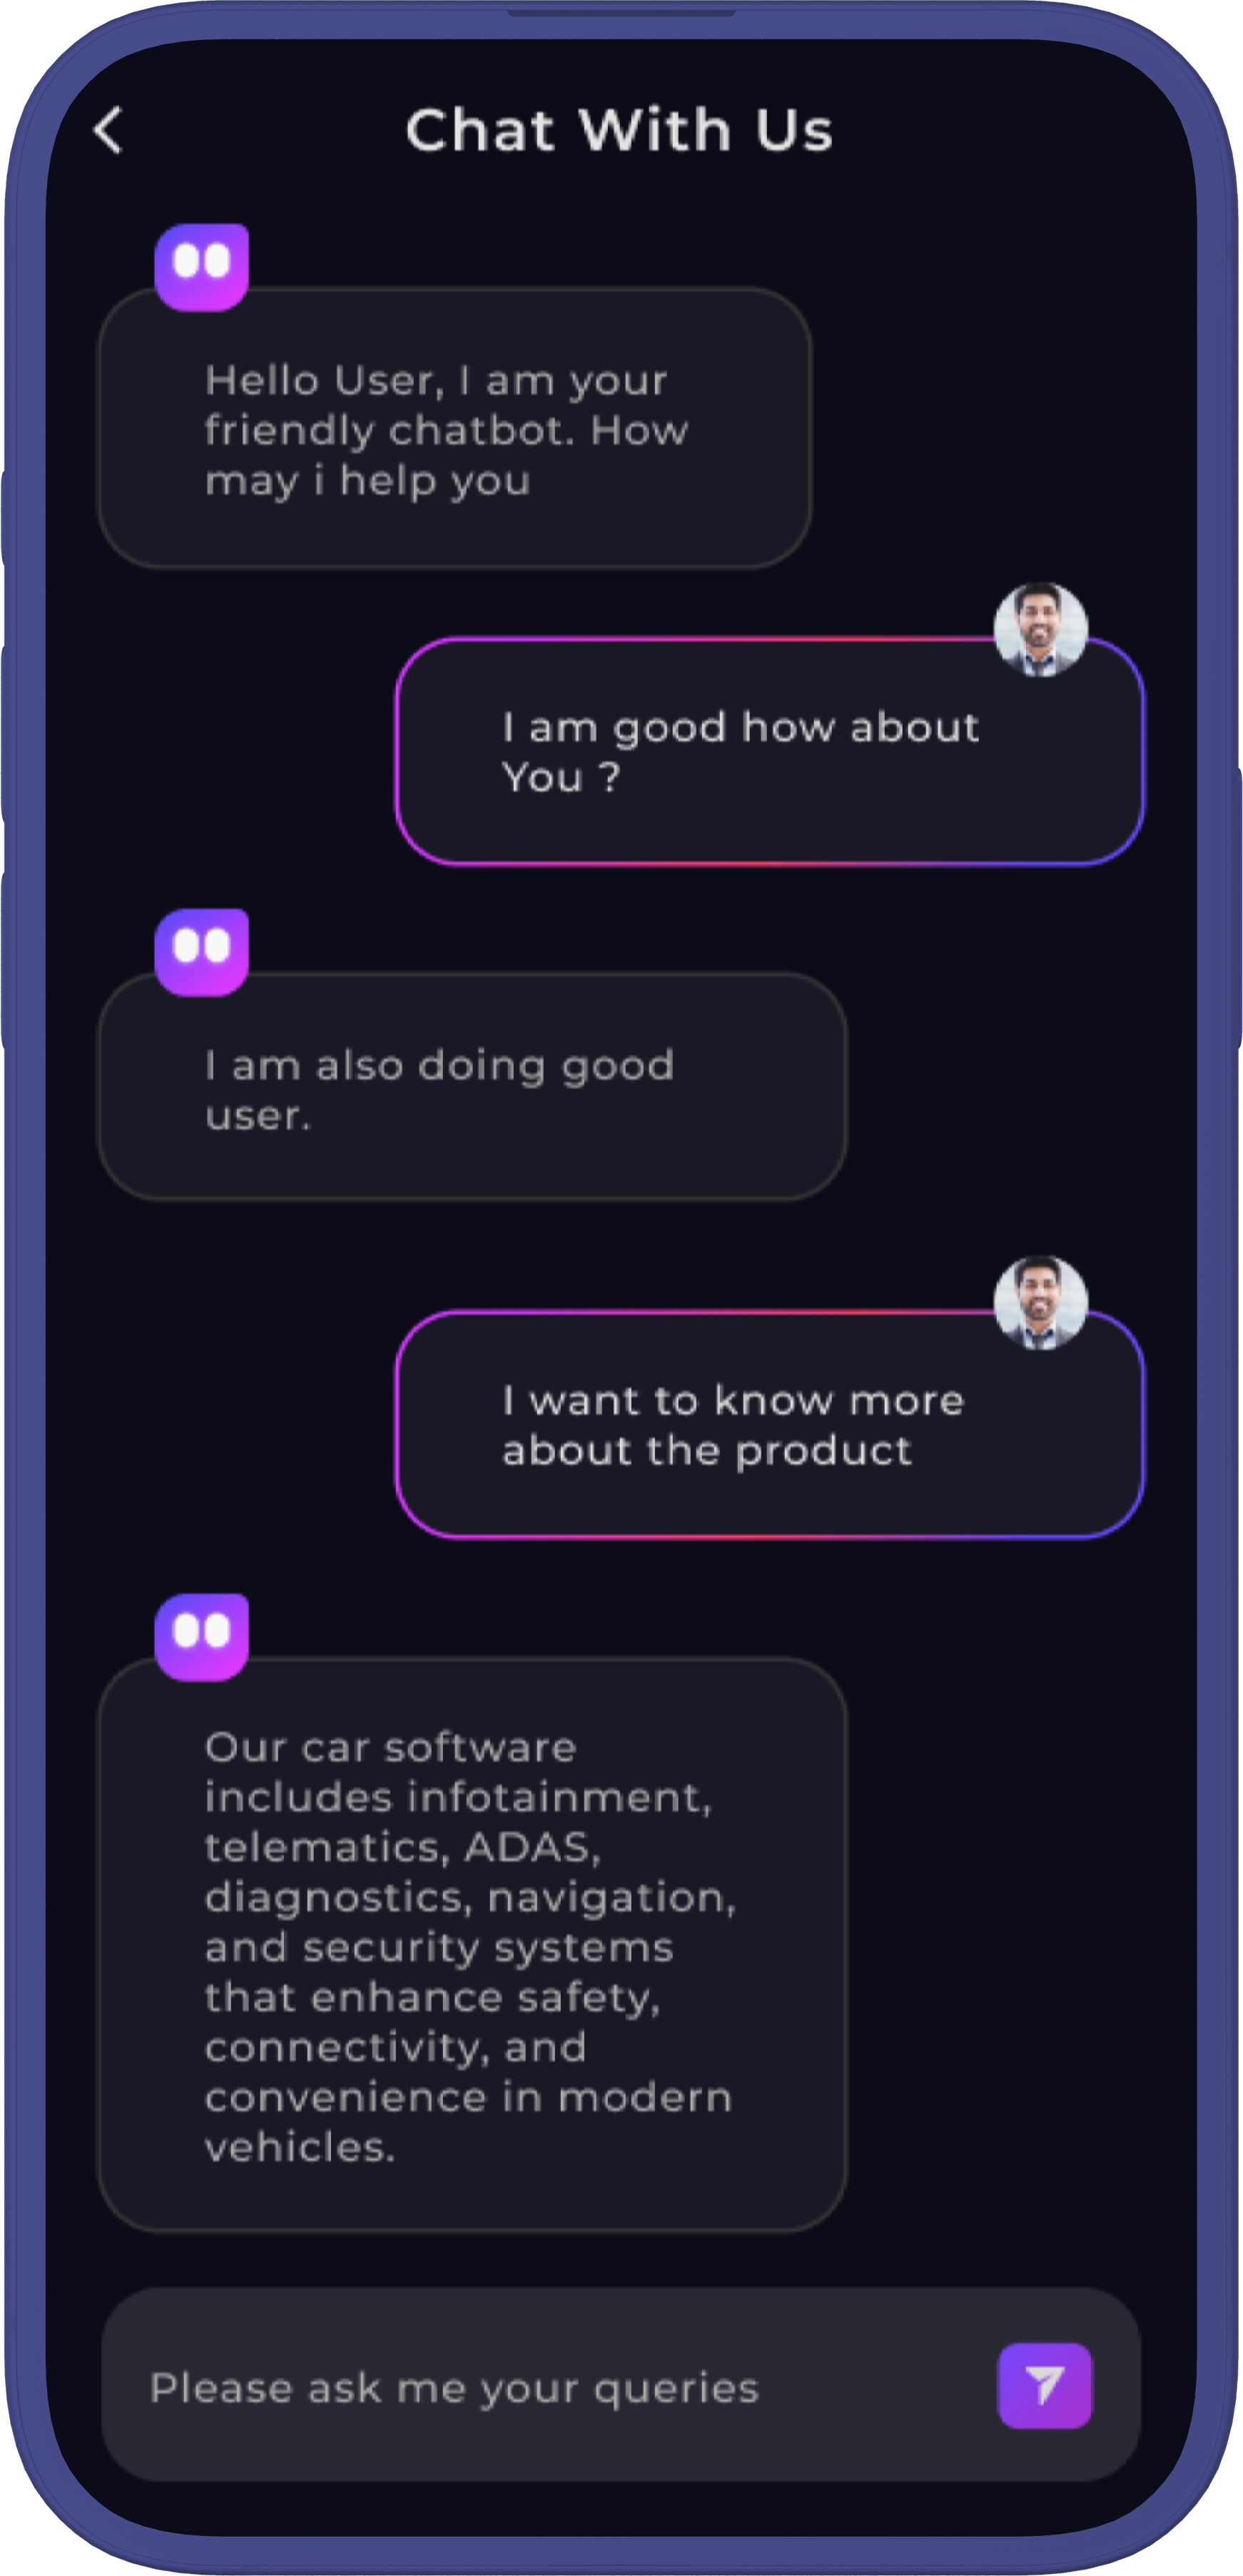 Chat With Us
Hello User, I am your
friendly chatbot. How
may i help you
I am good how about
You ?
I am also doing good
user.
I want to know more
about the product
Our car software
includes infotainment,
telematics, ADAS,
diagnostics, navigation,
and security systems
that enhance safety,
connectivity, and
convenience in modern
vehicles.
Please ask me your queries